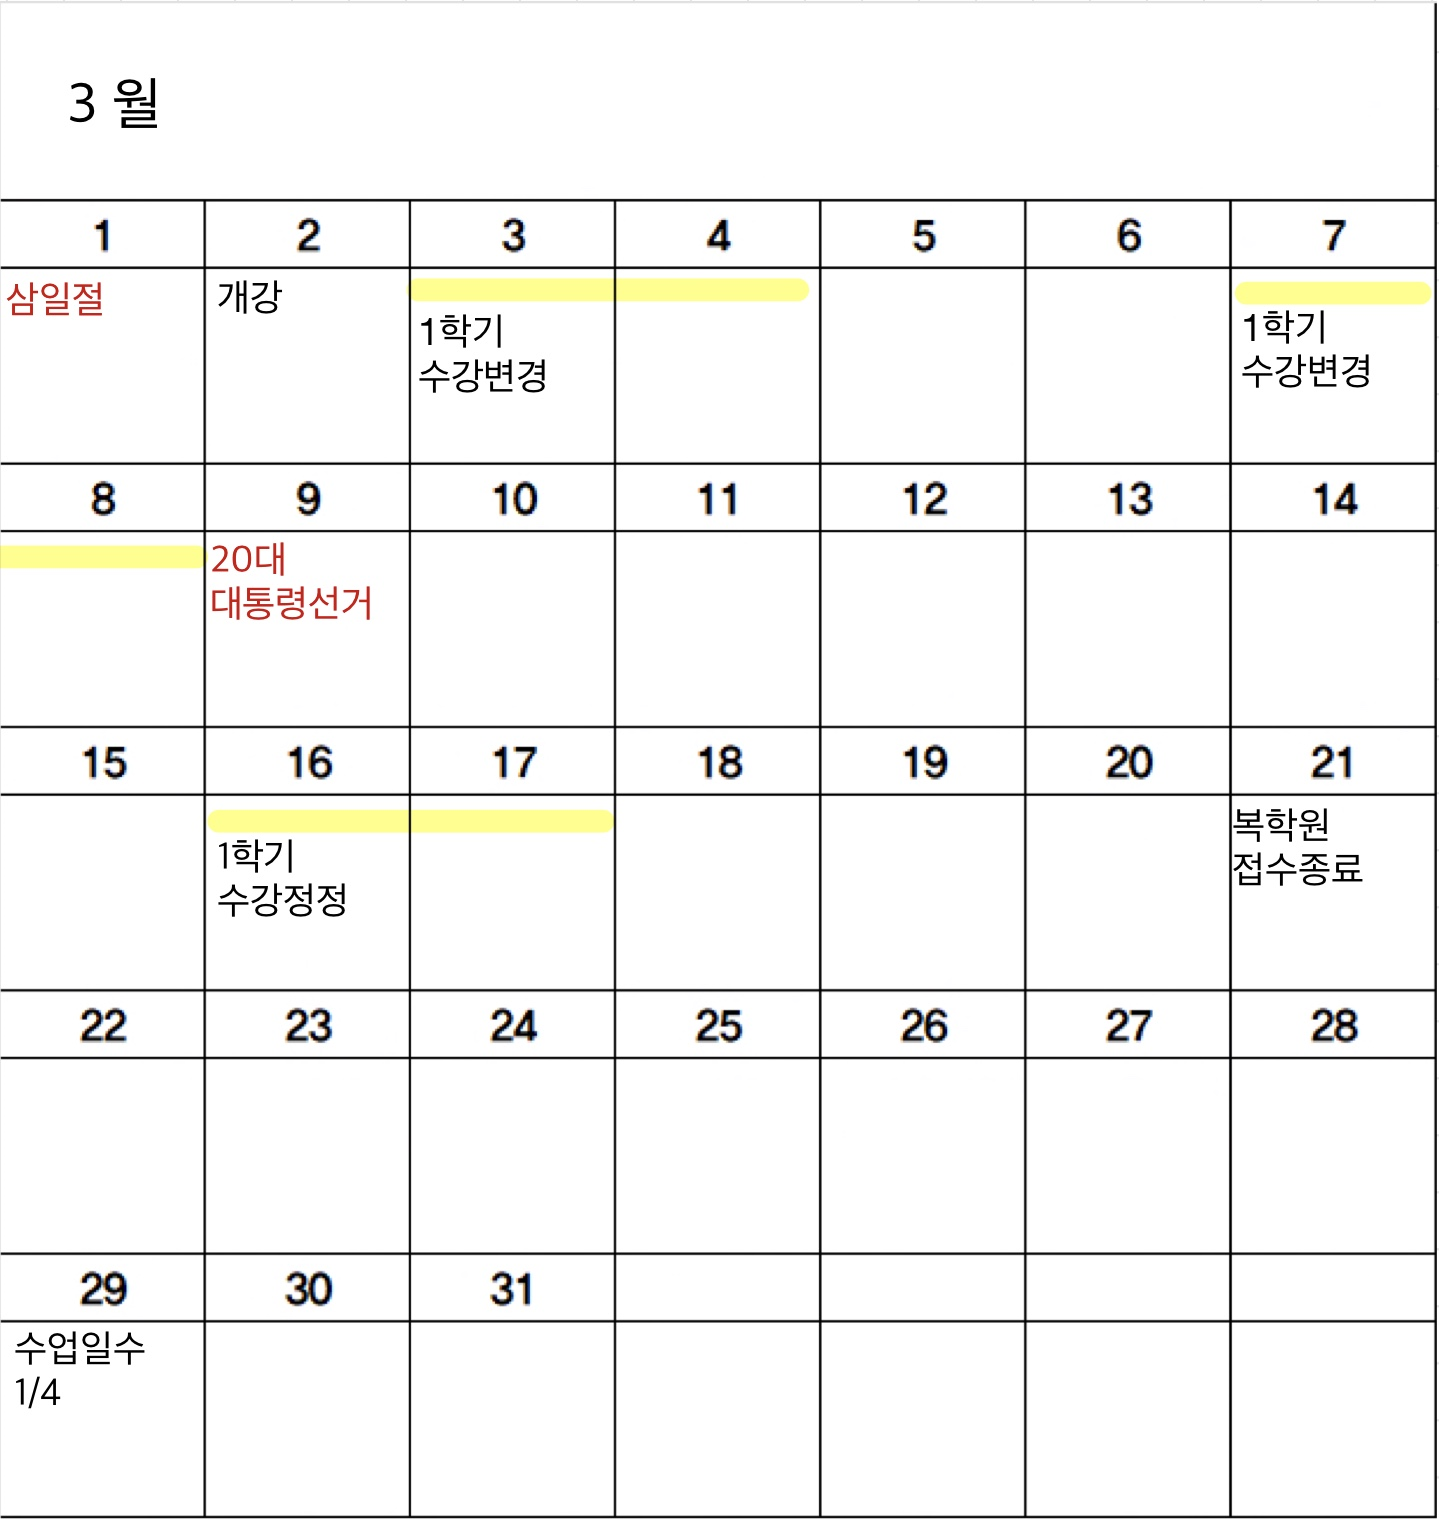 3 월
1 2 3 4 5 6 7
삼일절 개강 1학기 1학기
수강변경 수강변경
8 9 10 11 12 13 14
20대
대통령선거
15 16 17 18 19 20 21
1학기 복학원
수강정정 접수종료
22 23 24 25 26 27 28
29 30 31
수업일수
1/4